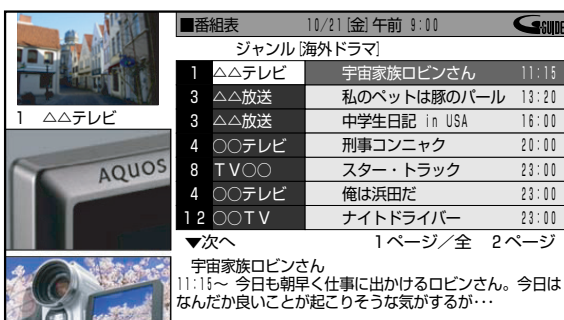 ■番組表 10/21[金]午前 9:00 G-GUIDE
ジャンル[海外ドラマ]
1 △△テレビ 宇宙家族ロビンさん 11:15
3 △△放送 私のペットは豚のパール 13:20
3 △△放送 中学生日記 in USA 16:00
4 ○○テレビ 刑事コンニャク 20:00
8 TV○○ スター・トラック 23:00
4 ○○テレビ 俺は浜田だ 23:00
12 ○○TV ナイトドライバー 23:00
▼次へ 1ページ/全 2ページ
宇宙家族ロビンさん
11:15~ 今日も朝早く仕事に出かけるロビンさん。今日は
なんだか良いことが起こりそうな気がするが・・・
1 △△テレビ
AQUOS